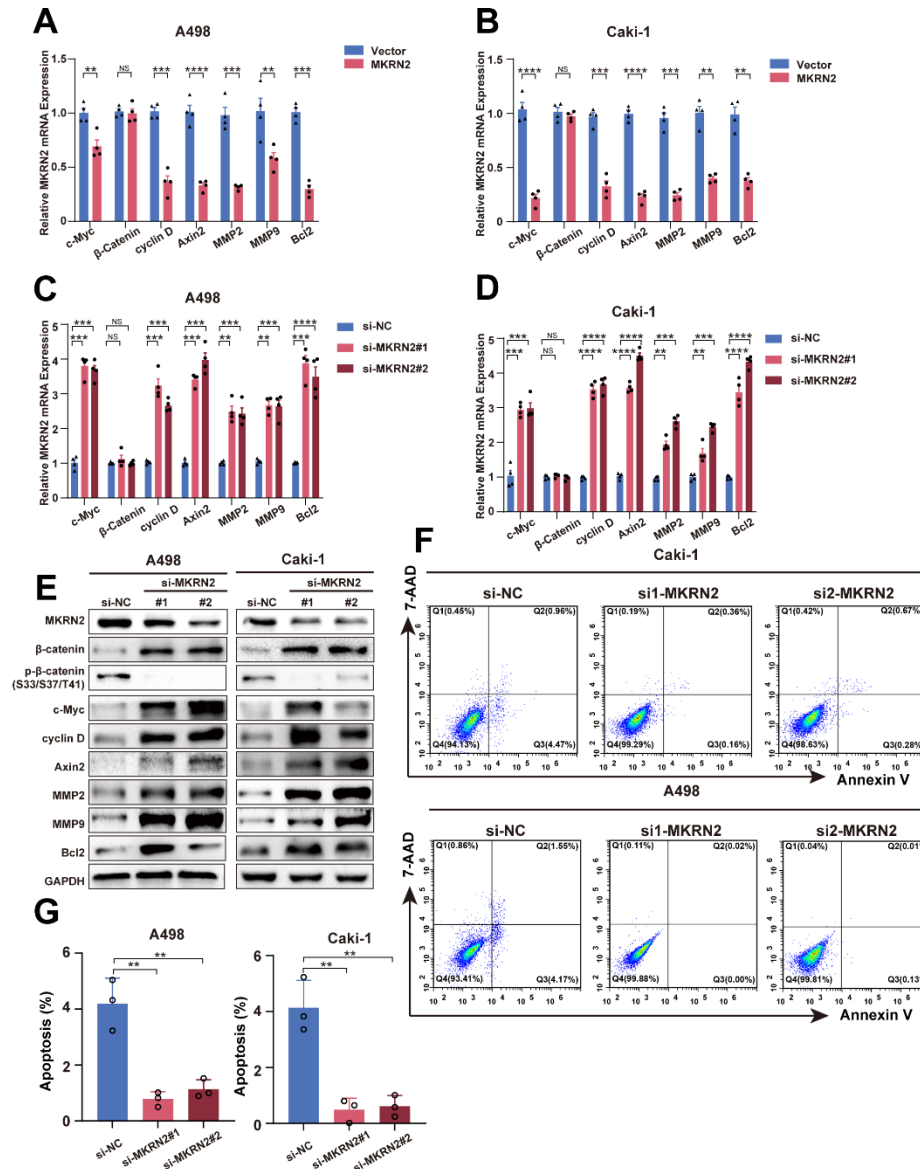 A
A498
Vector
MKRN2
Relative MKRN2 mRNA Expression
1.5
1.0
0.5
0
** NS *** **** *** ** ***
c-Myc
β-Catenin
cyclin D
Axin2
MMP2
MMP9
Bcl2
B
Caki-1
Vector
MKRN2
Relative MKRN2 mRNA Expression
1.5
1.0
0.5
0
**** NS *** **** *** ** **
c-Myc
β-Catenin
cyclin D
Axin2
MMP2
MMP9
Bcl2
C
A498
si-NC
si-MKRN2#1
si-MKRN2#2
Relative MKRN2 mRNA Expression
5
4
3
2
1
0
*** NS *** *** *** *** ****
*** NS *** *** ** ** ***
c-Myc
β-Catenin
cyclin D
Axin2
MMP2
MMP9
Bcl2
D
Caki-1
si-NC
si-MKRN2#1
si-MKRN2#2
Relative MKRN2 mRNA Expression
5
4
3
2
1
0
*** NS **** **** *** *** ****
*** NS **** **** ** ** ****
c-Myc
β-Catenin
cyclin D
Axin2
MMP2
MMP9
Bcl2
E
A498 Caki-1
si-MKRN2 si-MKRN2
si-NC #1 #2 si-NC #1 #2
MKRN2
β-catenin
p-β-catenin
(S33/S37/T41)
c-Myc
cyclin D
Axin2
MMP2
MMP9
Bcl2
GAPDH
F
Caki-1
si-NC si1-MKRN2 si2-MKRN2
7-AAD
Q1(0.45%) Q2(0.96%) Q1(0.19%) Q2(0.36%) Q1(0.42%) Q2(0.67%)
Q4(94.13%) Q3(4.47%) Q4(99.29%) Q3(0.16%) Q4(98.63%) Q3(0.28%)
Annexin V
A498
si-NC si1-MKRN2 si2-MKRN2
7-AAD
Q1(0.86%) Q2(1.55%) Q1(0.11%) Q2(0.02%) Q1(0.04%) Q2(0.01%
Q4(93.41%) Q3(4.17%) Q4(99.88%) Q3(0.00%) Q4(99.81%) Q3(0.13%
Annexin V
G
A498
Apoptosis (%)
6
4
2
0
**
**
si-NC
si-MKRN2#1
si-MKRN2#2
Caki-1
Apoptosis (%)
6
4
2
0
**
**
si-NC
si-MKRN2#1
si-MKRN2#2